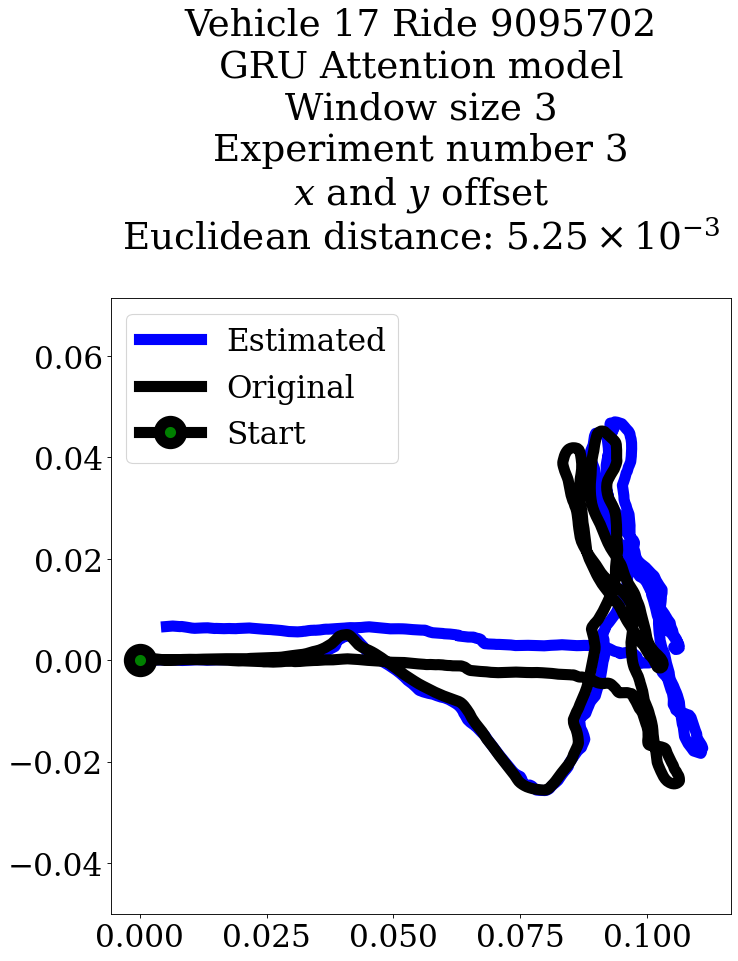 Vehicle 17 Ride 9095702
GRU Attention model
Window size 3
Experiment number 3
x and y offset
Euclidean distance: 5.25 × 10⁻³
Estimated
Original
Start
0.06
0.04
0.02
0.00
−0.02
−0.04
0.000 0.025 0.050 0.075 0.100